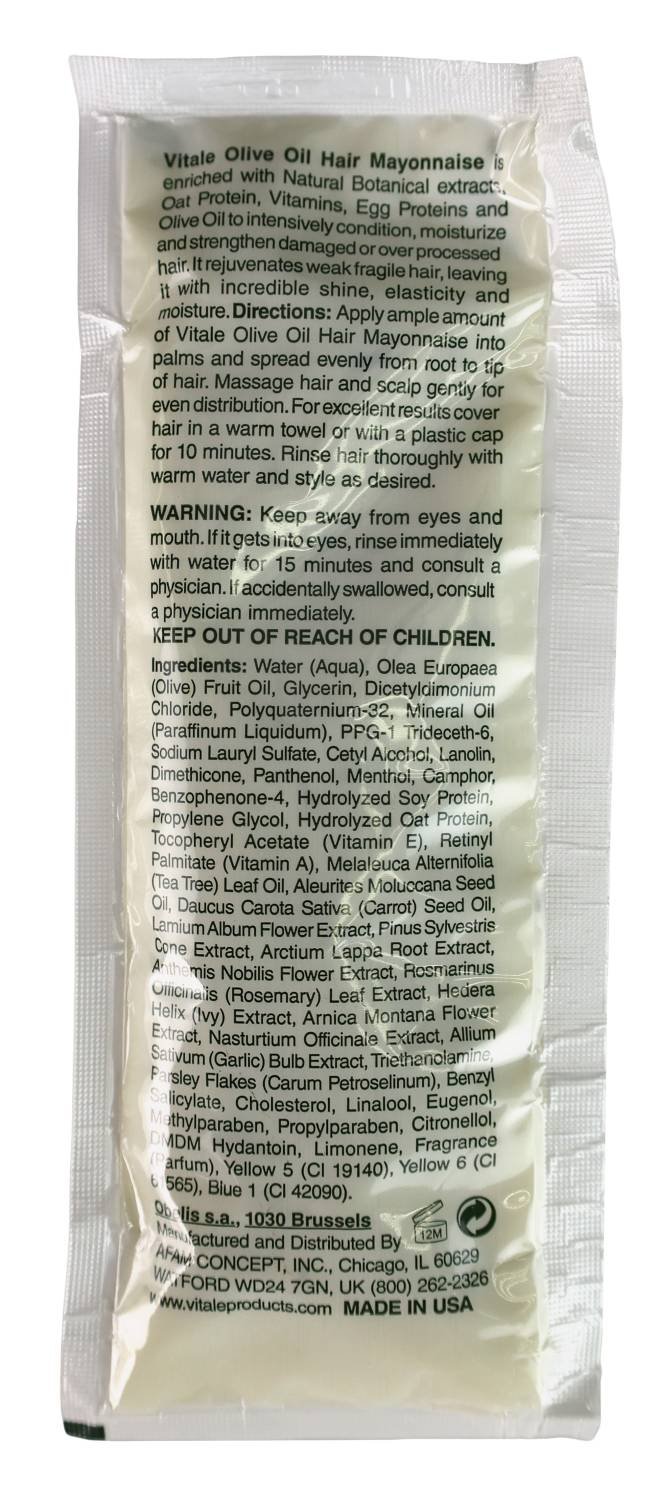 Vitale Olive Oil Hair Mayonnaise is
enriched with Natural Botanical extracts,
Oat Protein, Vitamins, Egg Proteins and
Olive Oil to intensively condition, moisturize
and strengthen damaged or over processed
hair. It rejuvenates weak fragile hair, leaving
it with incredible shine, elasticity and
moisture. Directions: Apply ample amount
of Vitale Olive Oil Hair Mayonnaise into
palms and spread evenly from root to tip
of hair. Massage hair and scalp gently for
even distribution. For excellent results cover
hair in a warm towel or with a plastic cap
for 10 minutes. Rinse hair thoroughly with
warm water and style as desired.
WARNING: Keep away from eyes and
mouth. If it gets into eyes, rinse immediately
with water for 15 minutes and consult a
physician. If accidentally swallowed, consult
a physician immediately.
KEEP OUT OF REACH OF CHILDREN.
Ingredients: Water (Aqua), Olea Europaea
(Olive) Fruit Oil, Glycerin, Dicetyldimonium
Chloride, Polyquaternium-32, Mineral Oil
(Paraffinum Liquidum), PPG-1 Trideceth-6,
Sodium Lauryl Sulfate, Cetyl Alcohol, Lanolin,
Dimethicone, Panthenol, Menthol, Camphor,
Benzophenone-4, Hydrolyzed Soy Protein,
Propylene Glycol, Hydrolyzed Oat Protein,
Tocopheryl Acetate (Vitamin E), Retinyl
Palmitate (Vitamin A), Melaleuca Alternifolia
(Tea Tree) Leaf Oil, Aleurites Moluccana Seed
Oil, Daucus Carota Sativa (Carrot) Seed Oil,
Lamium Album Flower Extract, Pinus Sylvestris
Cone Extract, Arctium Lappa Root Extract,
Anthemis Nobilis Flower Extract, Rosmarinus
Officinalis (Rosemary) Leaf Extract, Hedera
Helix (Ivy) Extract, Arnica Montana Flower
Extract, Nasturtium Officinale Extract, Allium
Sativum (Garlic) Bulb Extract, Triethanolamine,
Parsley Flakes (Carum Petroselinum), Benzyl
Salicylate, Cholesterol, Linalool, Eugenol,
Methylparaben, Propylparaben, Citronellol,
DMDM Hydantoin, Limonene, Fragrance
(Parfum), Yellow 5 (CI 19140), Yellow 6 (CI
565), Blue 1 (CI 42090).
Obelis s.a., 1030 Brussels
12M
Manufactured and Distributed By
AFAM CONCEPT, INC., Chicago, IL 60629
WATFORD WD24 7GN, UK (800) 262-2326
www.vitaleproducts.com MADE IN USA